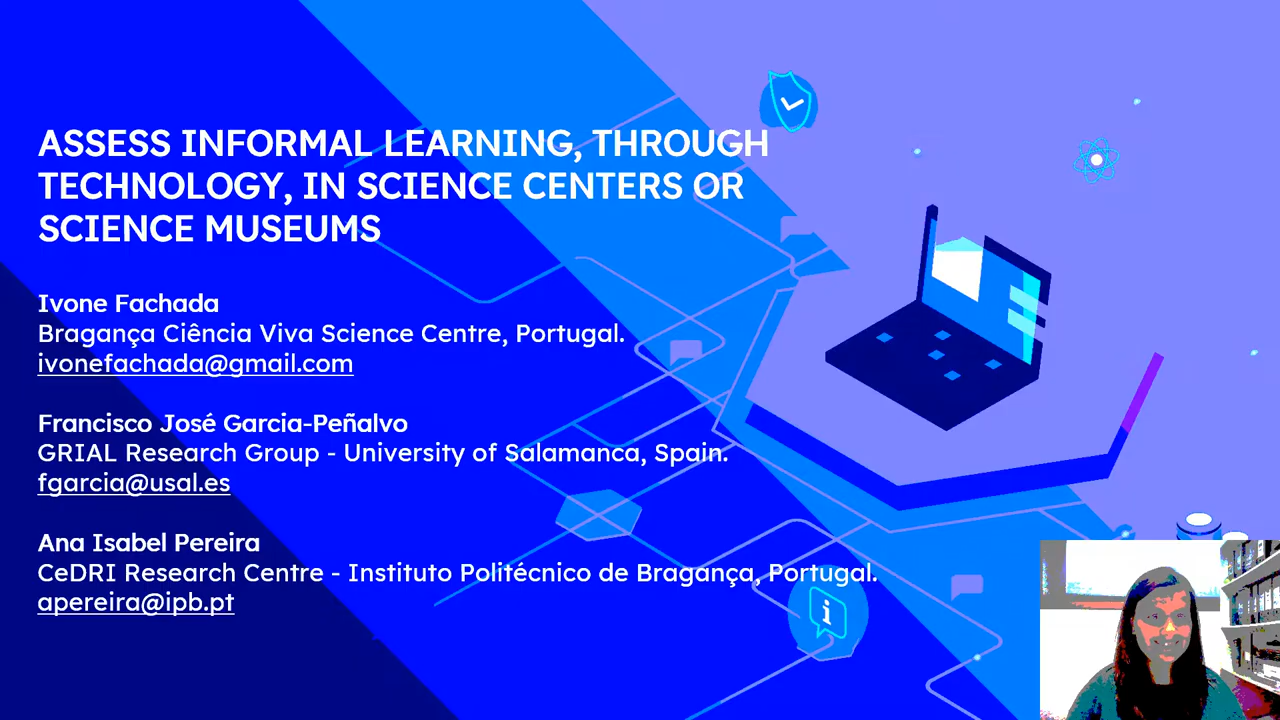 ASSESS INFORMAL LEARNING, THROUGH
TECHNOLOGY, IN SCIENCE CENTERS OR
SCIENCE MUSEUMS
Ivone Fachada
Bragança Ciência Viva Science Centre, Portugal.
ivonefachada@gmail.com
Francisco José Garcia-Peñalvo
GRIAL Research Group - University of Salamanca, Spain.
fgarcia@usal.es
Ana Isabel Pereira
CeDRI Research Centre - Instituto Politécnico de Bragança, Portugal.
apereira@ipb.pt
i